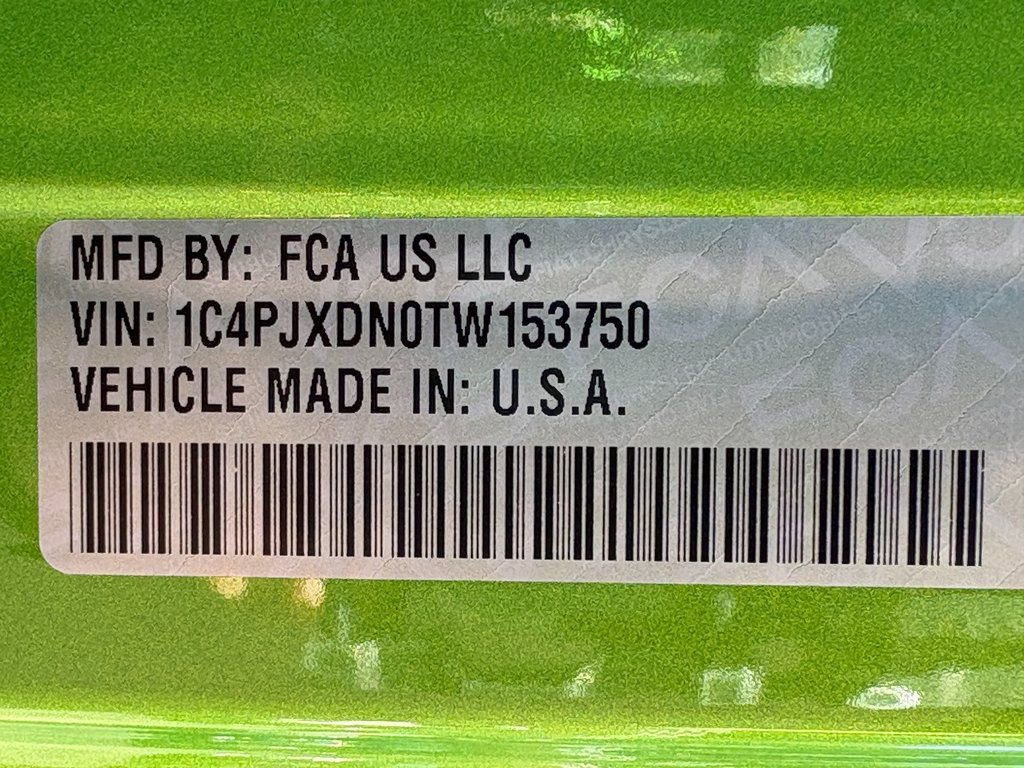 MFD BY: FCA US LLC
VIN: 1C4PJXDN0TW153750
VEHICLE MADE IN: U.S.A.